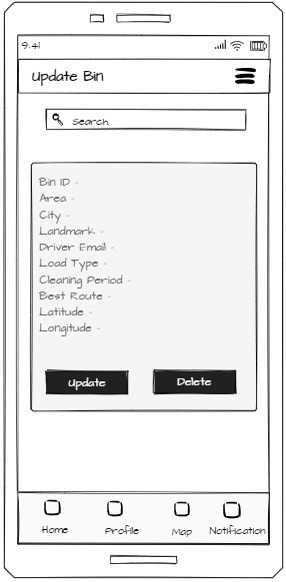 9:41
Update Bin
Search
Bin ID -
Area -
City -
Landmark -
Driver Email -
Load Type -
Cleaning Period -
Best Route -
Latitude -
Longitude -
Update Delete
Home Profile Map Notification